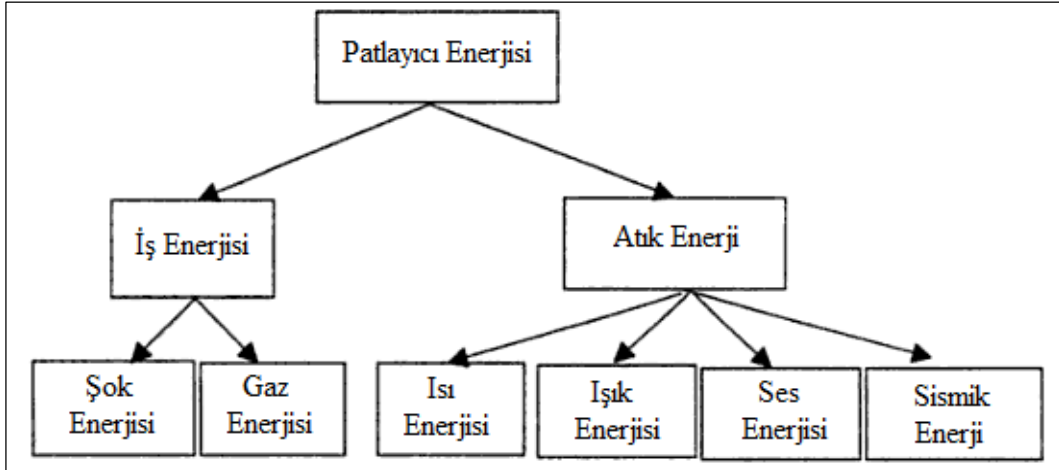 Patlayıcı Enerjisi
İş Enerjisi
Atık Enerji
Şok
Enerjisi
Gaz
Enerjisi
Isı
Enerjisi
Işık
Enerjisi
Ses
Enerjisi
Sismik
Enerji